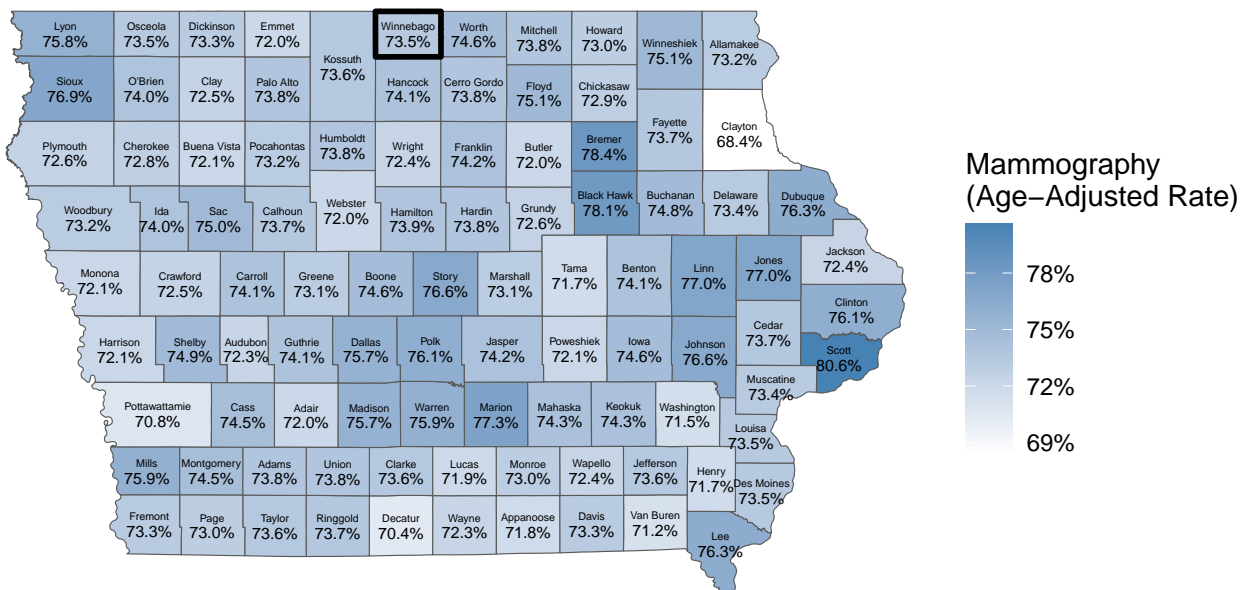 Lyon
75.8%
Osceola
73.5%
Dickinson
73.3%
Emmet
72.0%
Winnebago
73.5%
Worth
74.6%
Mitchell
73.8%
Howard
73.0%
Winneshiek
75.1%
Allamakee
73.2%
Kossuth
73.6%
Sioux
76.9%
O'Brien
74.0%
Clay
72.5%
Palo Alto
73.8%
Hancock
74.1%
Cerro Gordo
73.8%
Floyd
75.1%
Chickasaw
72.9%
Fayette
73.7%
Clayton
68.4%
Plymouth
72.6%
Cherokee
72.8%
Buena Vista
72.1%
Pocahontas
73.2%
Humboldt
73.8%
Wright
72.4%
Franklin
74.2%
Butler
72.0%
Bremer
78.4%
Woodbury
73.2%
Ida
74.0%
Sac
75.0%
Calhoun
73.7%
Webster
72.0%
Hamilton
73.9%
Hardin
73.8%
Grundy
72.6%
Black Hawk
78.1%
Buchanan
74.8%
Delaware
73.4%
Dubuque
76.3%
Monona
72.1%
Crawford
72.5%
Carroll
74.1%
Greene
73.1%
Boone
74.6%
Story
76.6%
Marshall
73.1%
Tama
71.7%
Benton
74.1%
Linn
77.0%
Jones
77.0%
Jackson
72.4%
Clinton
76.1%
Harrison
72.1%
Shelby
74.9%
Audubon
72.3%
Guthrie
74.1%
Dallas
75.7%
Polk
76.1%
Jasper
74.2%
Poweshiek
72.1%
Iowa
74.6%
Johnson
76.6%
Cedar
73.7%
Scott
80.6%
Muscatine
73.4%
Pottawattamie
70.8%
Cass
74.5%
Adair
72.0%
Madison
75.7%
Warren
75.9%
Marion
77.3%
Mahaska
74.3%
Keokuk
74.3%
Washington
71.5%
Louisa
73.5%
Mills
75.9%
Montgomery
74.5%
Adams
73.8%
Union
73.8%
Clarke
73.6%
Lucas
71.9%
Monroe
73.0%
Wapello
72.4%
Jefferson
73.6%
Henry
71.7%
Des Moines
73.5%
Fremont
73.3%
Page
73.0%
Taylor
73.6%
Ringgold
73.7%
Decatur
70.4%
Wayne
72.3%
Appanoose
71.8%
Davis
73.3%
Van Buren
71.2%
Lee
76.3%
Mammography
(Age−Adjusted Rate)
78%
75%
72%
69%